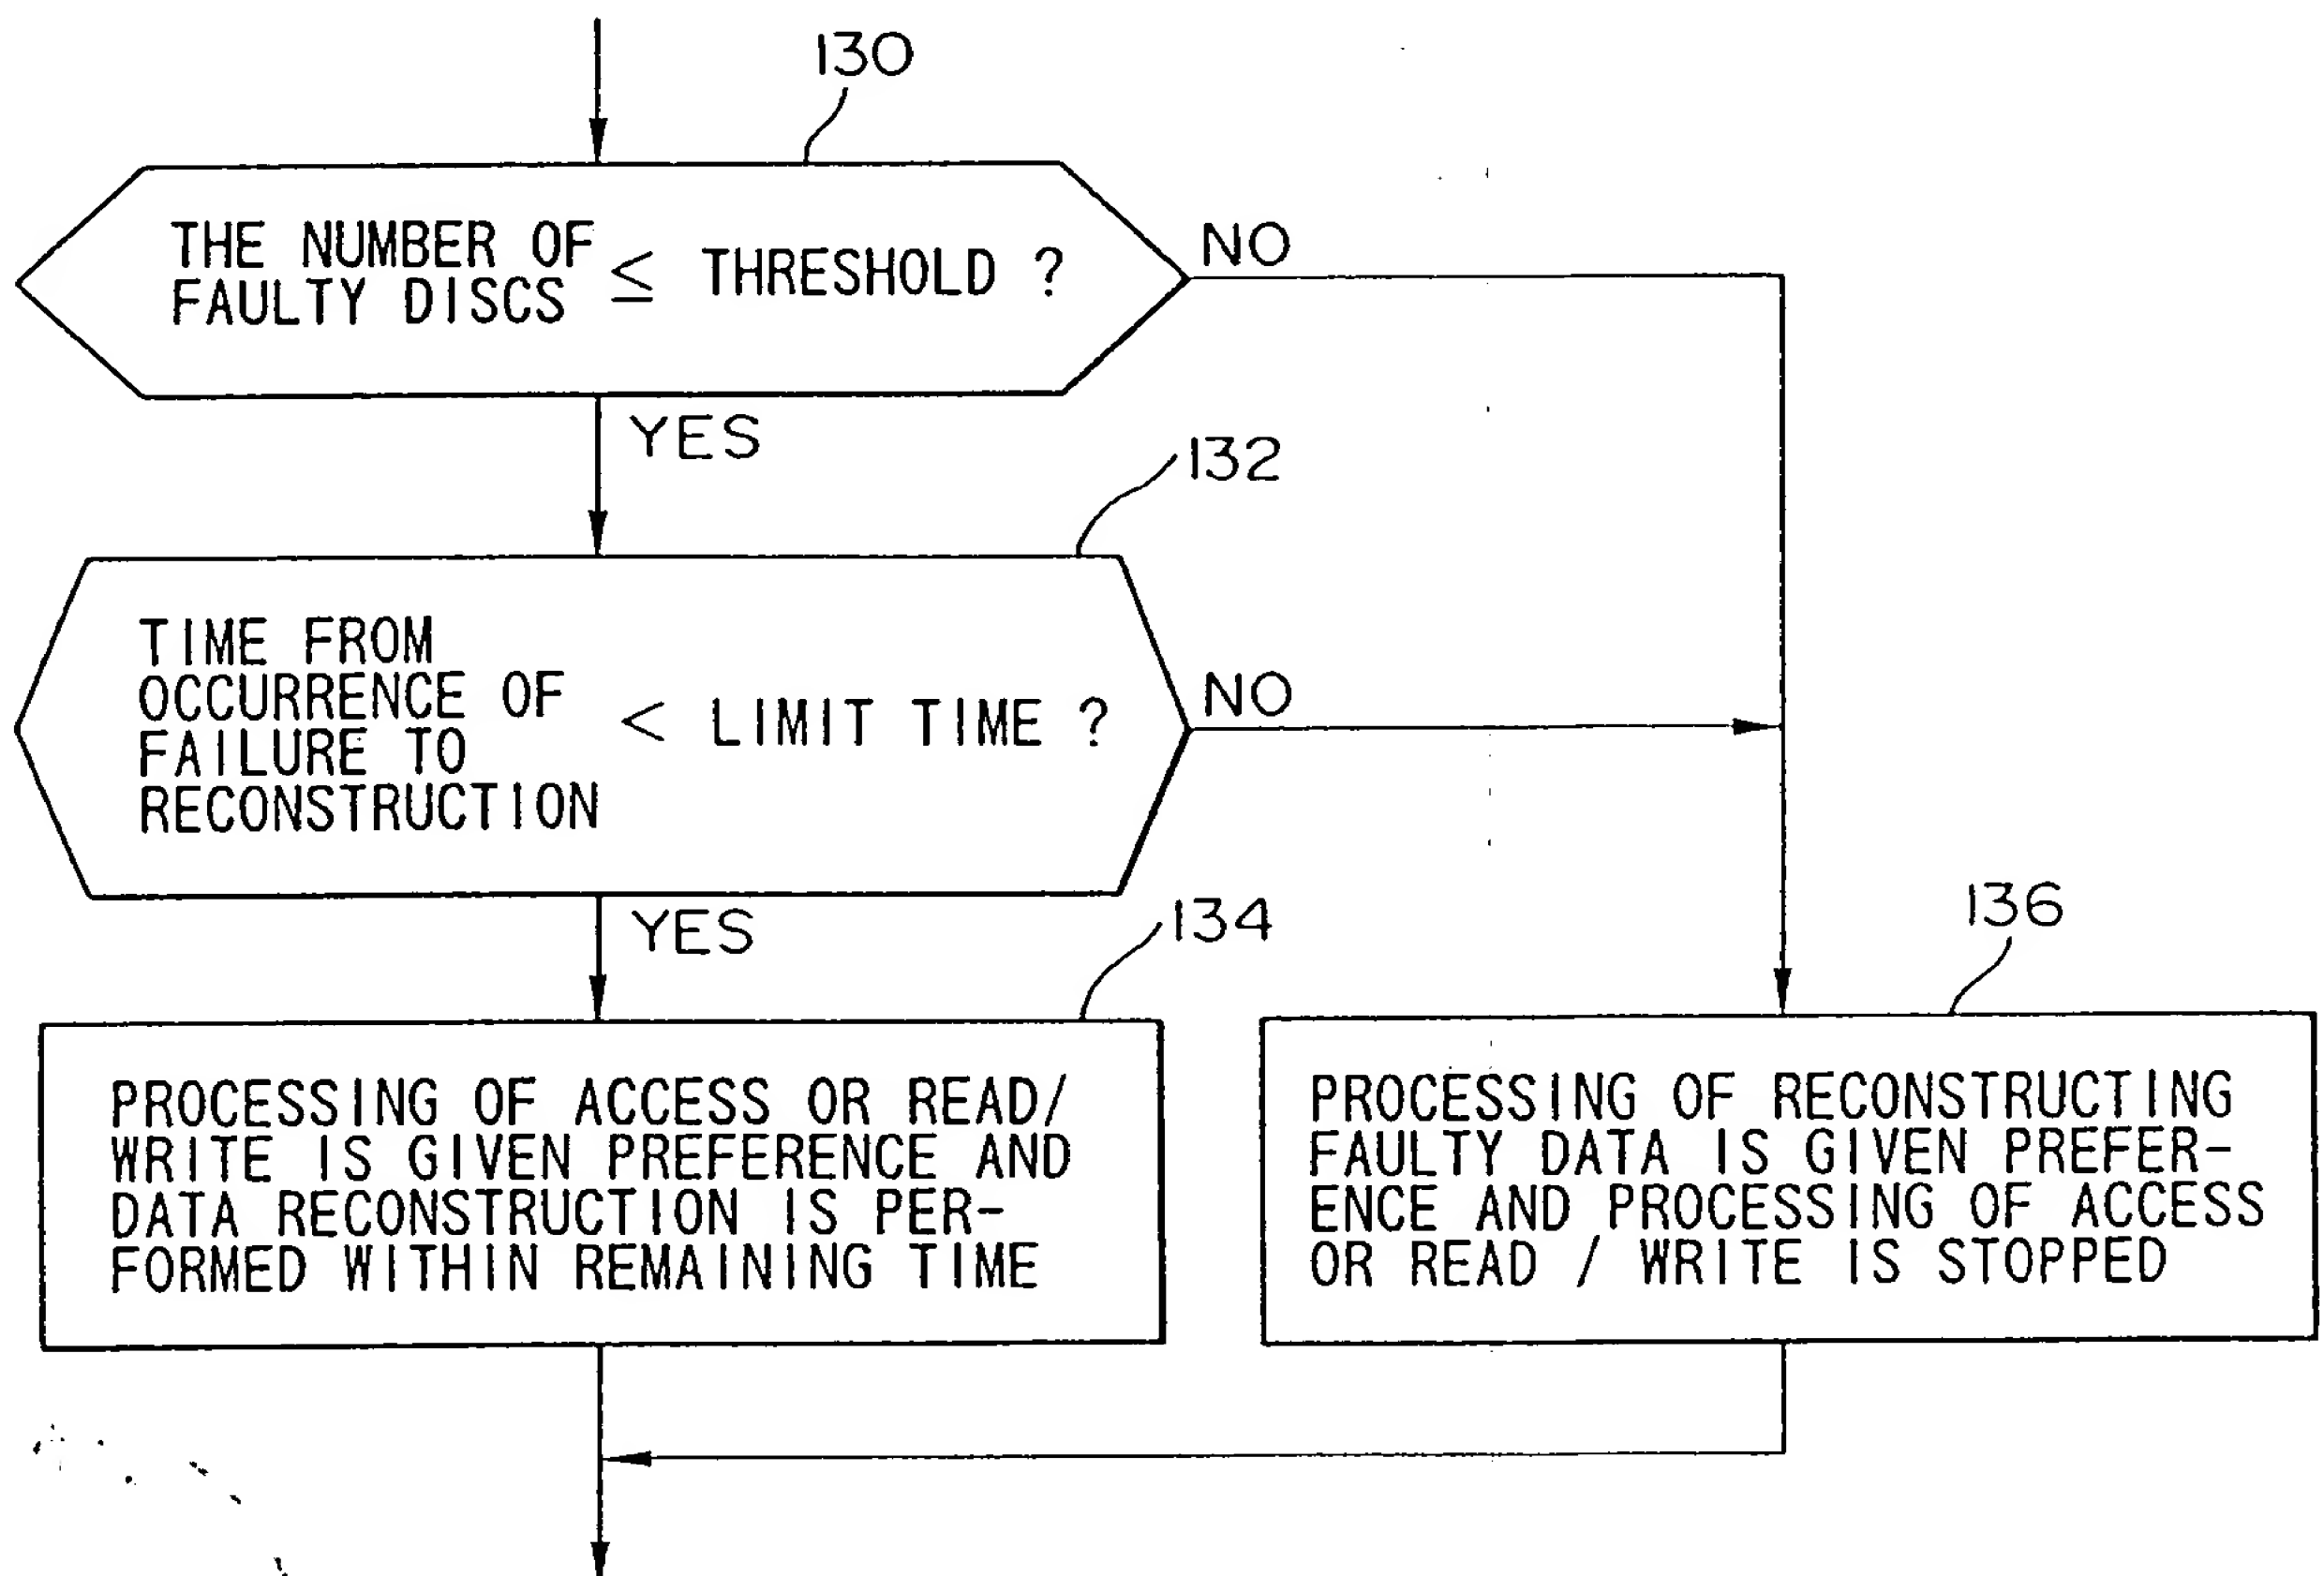 130
THE NUMBER OF
FAULTY DISCS ≤ THRESHOLD ?
NO
YES
132
TIME FROM
OCCURRENCE OF
FAILURE TO
RECONSTRUCTION
< LIMIT TIME ?
NO
YES
134
136
PROCESSING OF ACCESS OR READ/
WRITE IS GIVEN PREFERENCE AND
DATA RECONSTRUCTION IS PER-
FORMED WITHIN REMAINING TIME
PROCESSING OF RECONSTRUCTING
FAULTY DATA IS GIVEN PREFER-
ENCE AND PROCESSING OF ACCESS
OR READ / WRITE IS STOPPED